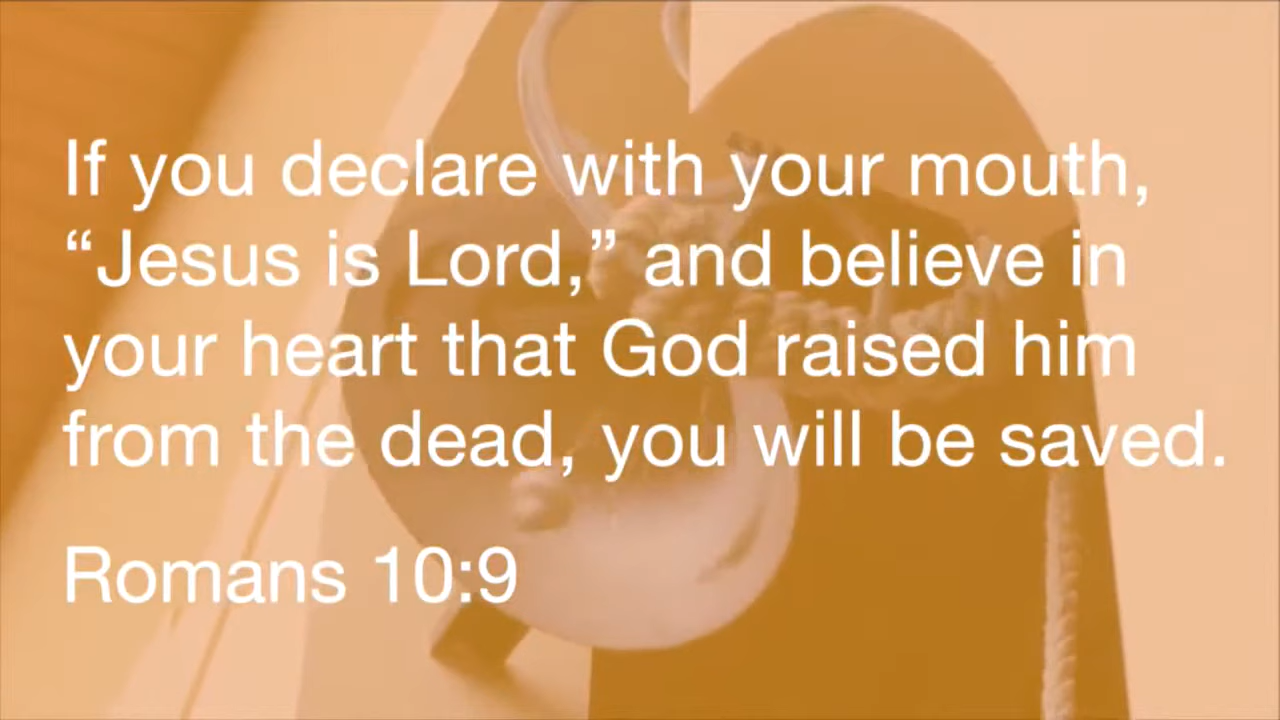 If you declare with your mouth,
“Jesus is Lord,” and believe in
your heart that God raised him
from the dead, you will be saved.
Romans 10:9